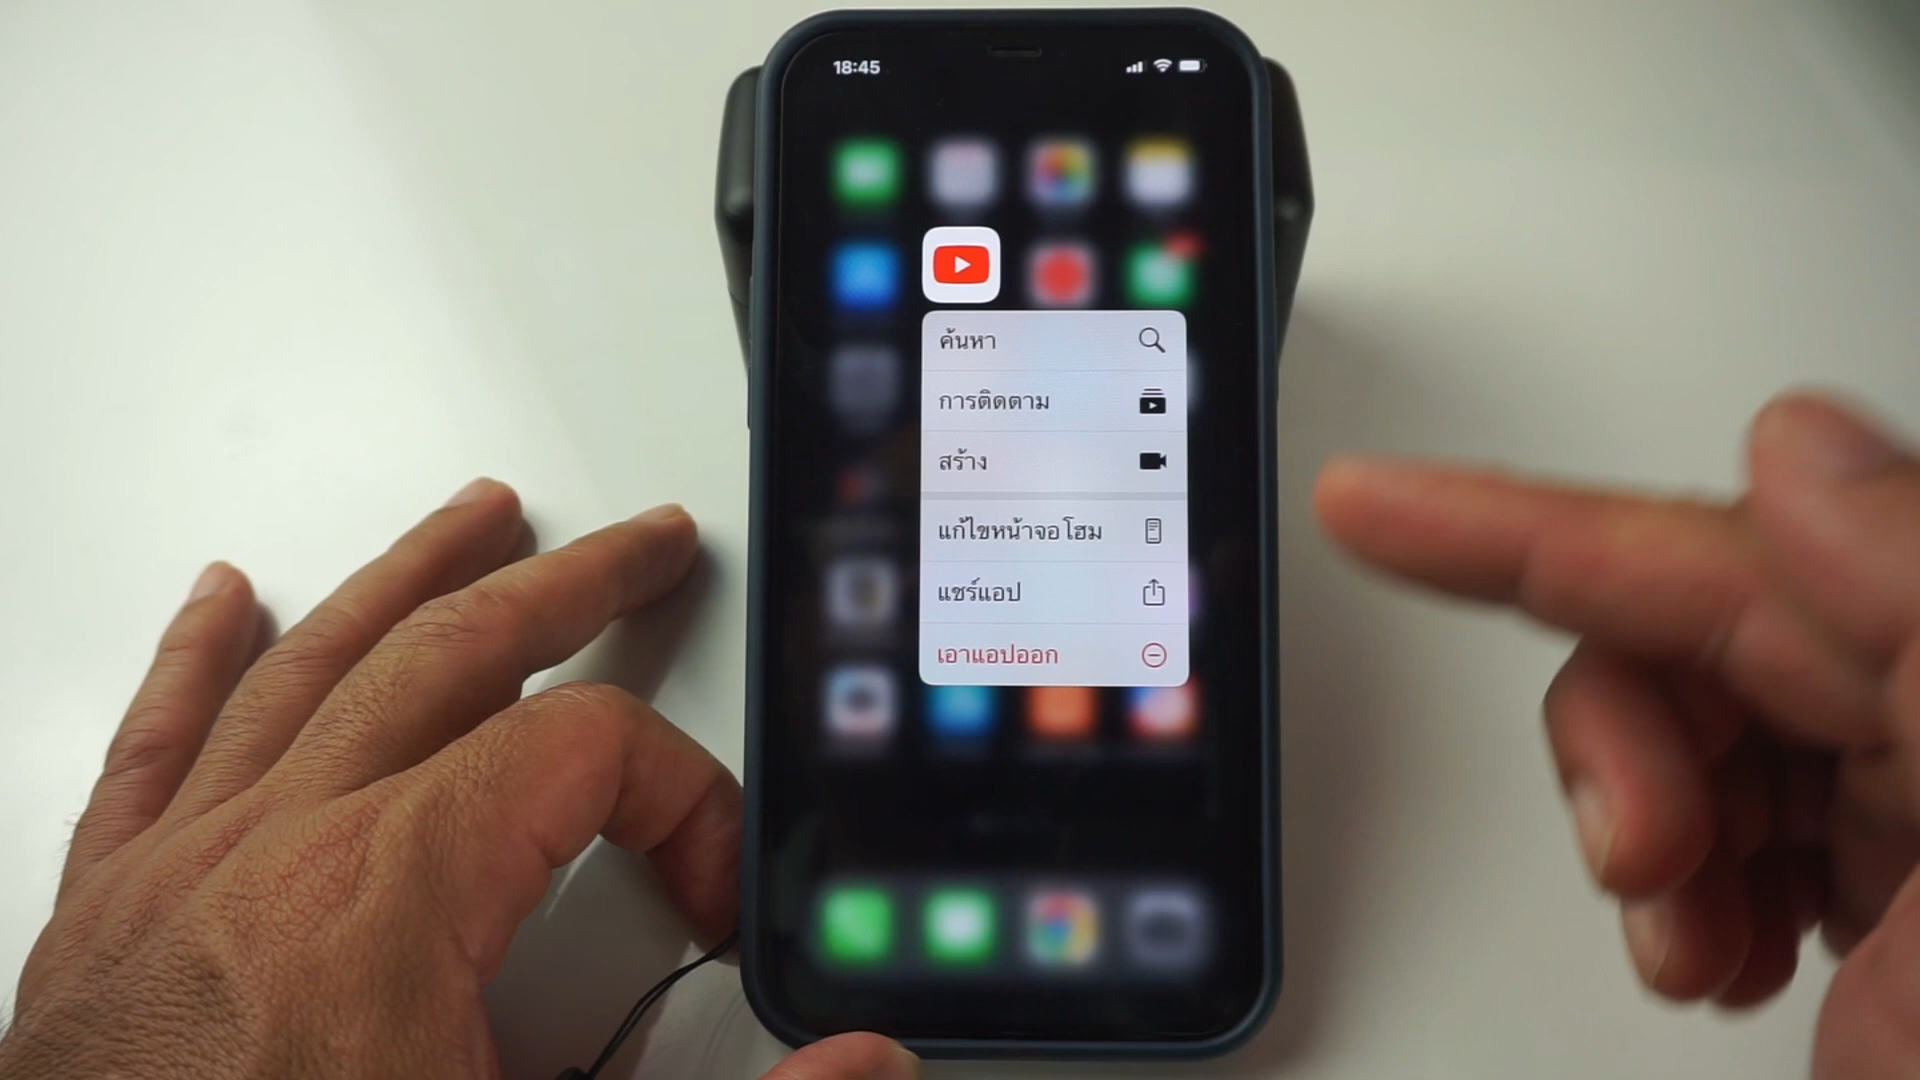 18:45
ค้นหา
การติดตาม
สร้าง
แก้ไขหน้าจอโฮม
แชร์แอป
เอาแอปออก